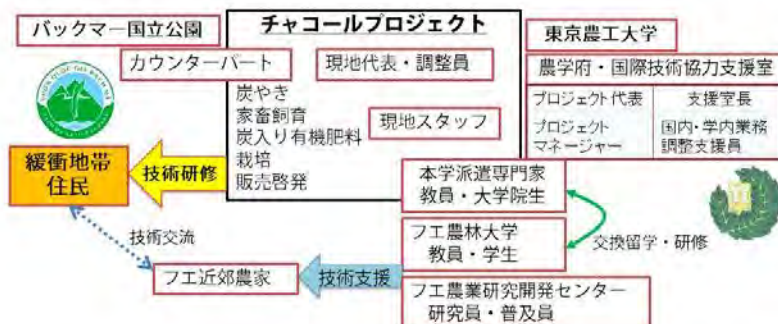 バックマー国立公園
カウンターパート
チャコールプロジェクト
現地代表・調整員
炭やき
家畜飼育
炭入り有機肥料
栽培
販売啓発
現地スタッフ
東京農工大学
農学府・国際技術協力支援室
プロジェクト代表
支援室長
プロジェクト
マネージャー
国内・学内業務
調整支援員
緩衝地帯
住民
技術研修
本学派遣専門家
教員・大学院生
フエ農林大学
教員・学生
交換留学・研修
技術交流
フエ近郊農家
技術支援
フエ農業研究開発センター
研究員・普及員